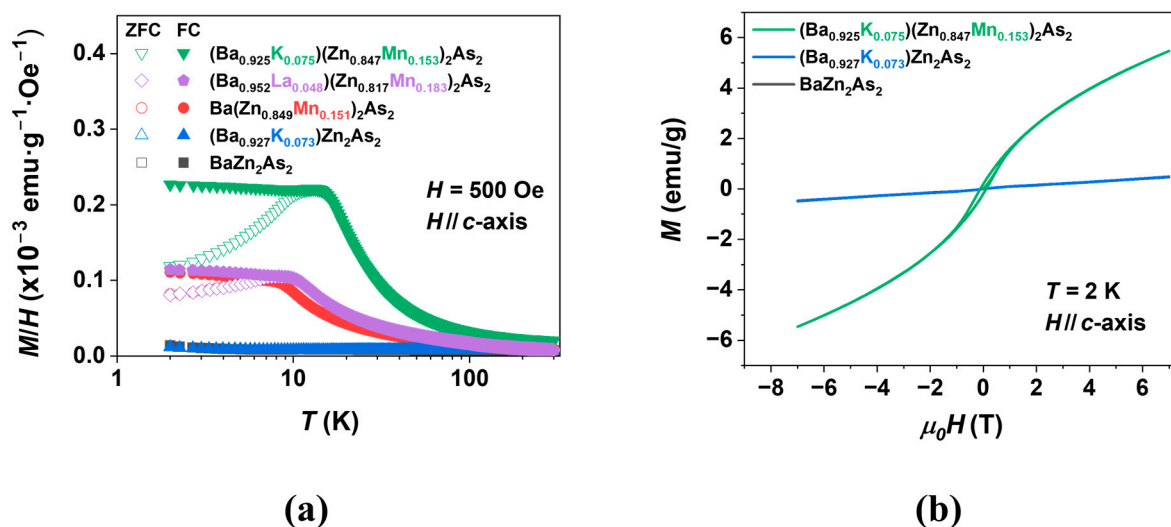 ZFC FC
(Ba0.925K0.075)(Zn0.847Mn0.153)2As2
(Ba0.952La0.048)(Zn0.817Mn0.183)2As2
Ba(Zn0.849Mn0.151)2As2
(Ba0.927K0.073)Zn2As2
BaZn2As2
H = 500 Oe
H// c-axis
M/H (x10⁻³ emu·g⁻¹·Oe⁻¹)
0.4
0.3
0.2
0.1
0.0
1 10 100
T (K)
(a)
(Ba0.925K0.075)(Zn0.847Mn0.153)2As2
(Ba0.927K0.073)Zn2As2
BaZn2As2
M (emu/g)
6
4
2
0
−2
−4
−6
T = 2 K
H// c-axis
−8 −6 −4 −2 0 2 4 6
μ0H (T)
(b)